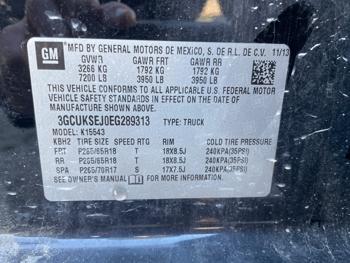 GM
MFD BY GENERAL MOTORS DE MEXICO, S. DE R.L. DE C.V. 11/13
GVWR GAWR FRT GAWR RR
3266 KG 1792 KG 1792 KG
7200 LB 3950 LB 3950 LB
THIS VEHICLE CONFORMS TO ALL APPLICABLE U.S. FEDERAL MOTOR
VEHICLE SAFETY STANDARDS IN EFFECT ON THE DATE OF
MANUFACTURE SHOWN ABOVE.
3GCUKSEJ0EG289313 TYPE: TRUCK
MODEL: K15543
KBH2 TIRE SIZE SPEED RTG RIM COLD TIRE PRESSURE
FRT P265/65R18 T 18X8.5J 240KPA(35PSI)
RR P265/65R18 T 18X8.5J 240KPA(35PSI)
SPA P265/70R17 S 17X7.5J 240KPA(35PSI)
SEE OWNER'S MANUAL FOR MORE INFORMATION.